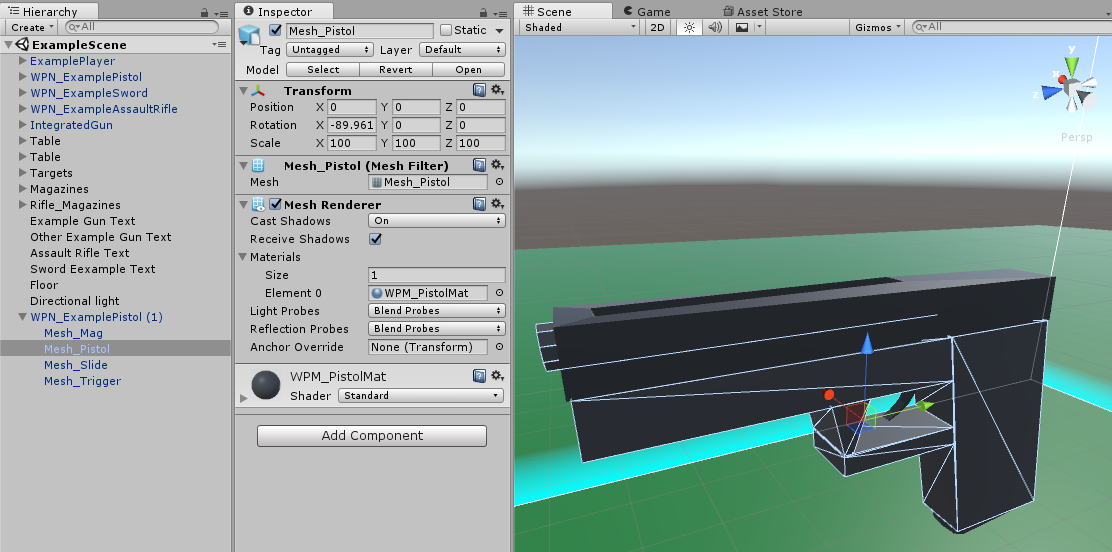 Hierarchy
Create
All
ExampleScene
ExamplePlayer
WPN_ExamplePistol
WPN_ExampleSword
WPN_ExampleAssaultRifle
IntegratedGun
Table
Table
Targets
Magazines
Rifle_Magazines
Example Gun Text
Other Example Gun Text
Assault Rifle Text
Sword Eexample Text
Floor
Directional light
WPN_ExamplePistol (1)
Mesh_Mag
Mesh_Pistol
Mesh_Slide
Mesh_Trigger
Inspector
Mesh_Pistol Static
Tag Untagged Layer Default
Model Select Revert Open
Transform
Position X 0 Y 0 Z 0
Rotation X -89.961 Y 0 Z 0
Scale X 100 Y 100 Z 100
Mesh_Pistol (Mesh Filter)
Mesh Mesh_Pistol
Mesh Renderer
Cast Shadows On
Receive Shadows
Materials
Size 1
Element 0 WPM_PistolMat
Light Probes Blend Probes
Reflection Probes Blend Probes
Anchor Override None (Transform)
WPM_PistolMat
Shader Standard
Add Component
Scene Game Asset Store
Shaded 2D Gizmos All
y
x
z
Persp